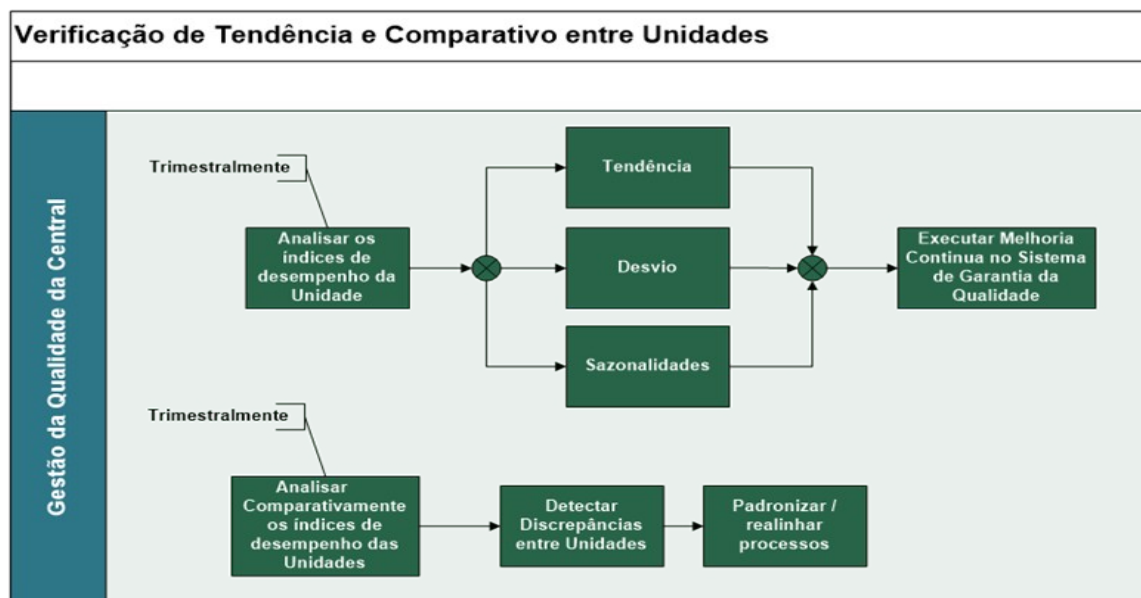 Verificação de Tendência e Comparativo entre Unidades
Gestão da Qualidade da Central
Trimestralmente
Analisar os
índices de
desempenho da
Unidade
Tendência
Desvio
Sazonalidades
Executar Melhoria
Continua no Sistema
de Garantia da
Qualidade
Trimestralmente
Analisar
Comparativamente
os índices de
desempenho das
Unidades
Detectar
Discrepâncias
entre Unidades
Padronizar /
realinhar
processos